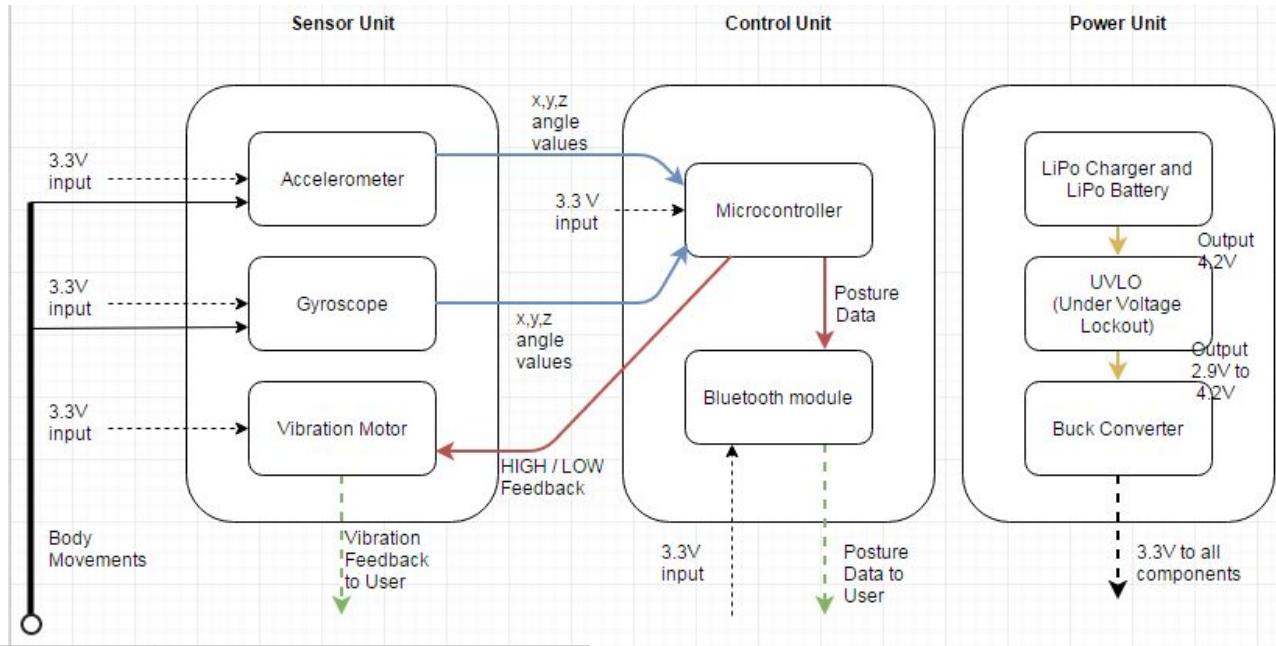 Sensor Unit
Control Unit
Power Unit
x,y,z
angle
values
3.3V
input
Accelerometer
3.3 V
input
Microcontroller
LiPo Charger and
LiPo Battery
Output
4.2V
3.3V
input
Gyroscope
x,y,z
angle
values
Posture
Data
UVLO
(Under Voltage
Lockout)
Output
2.9V to
4.2V
3.3V
input
Vibration Motor
HIGH / LOW
Feedback
Bluetooth module
Buck Converter
Body
Movements
Vibration
Feedback
to User
3.3V
input
Posture
Data to
User
3.3V to all
components